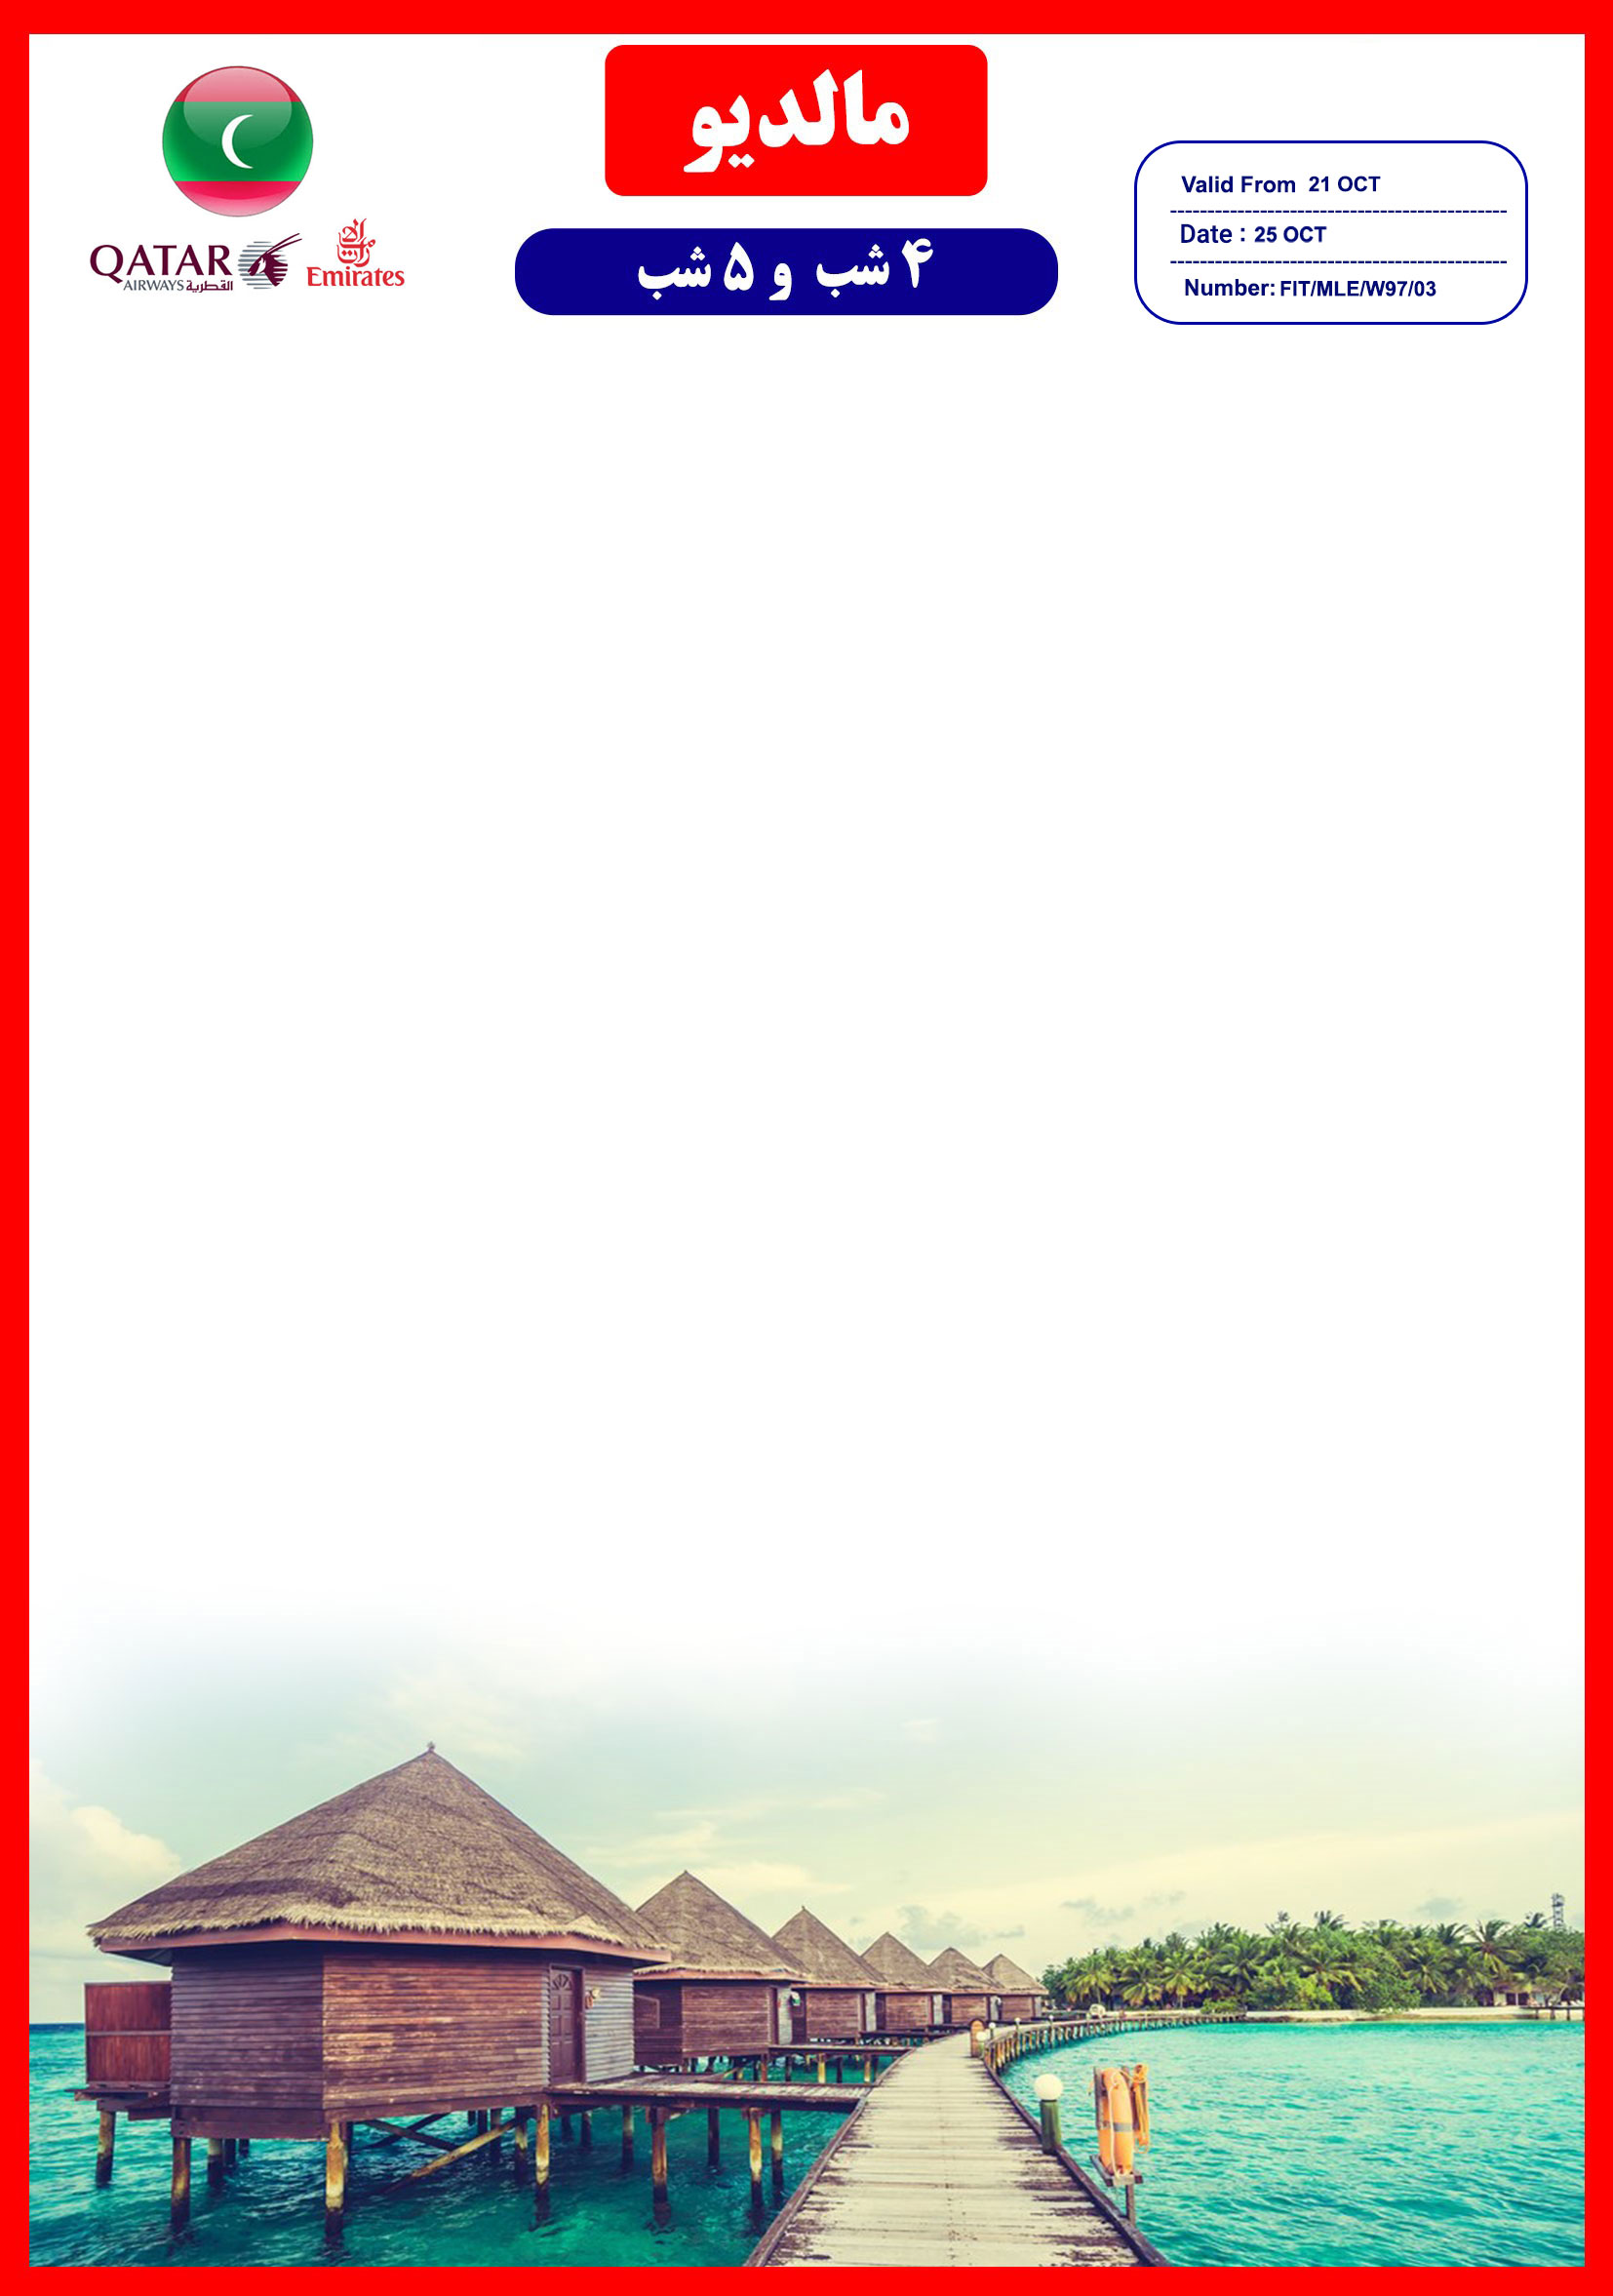 مالدیو
۴ شب و ۵ شب
QATAR
AIRWAYS القطرية
Emirates
Valid From 21 OCT
Date : 25 OCT
Number: FIT/MLE/W97/03